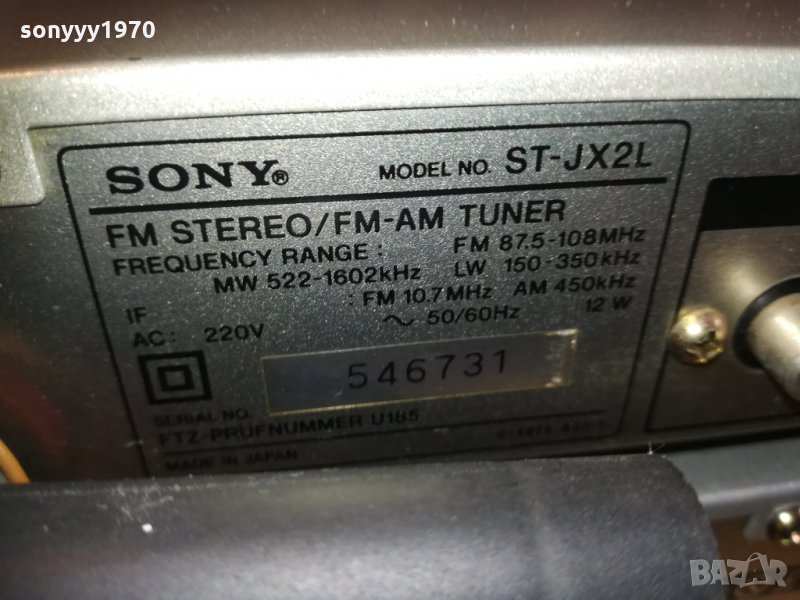 sonyyy1970
SONY® MODEL NO. ST-JX2L
FM STEREO/FM-AM TUNER
FREQUENCY RANGE : FM 87.5-108MHz
MW 522-1602kHz LW 150-350kHz
IF : FM 10.7MHz AM 450kHz
AC: 220V ~ 50/60Hz 12 W
546731
SERIAL NO.
FTZ-PRÜFNUMMER U185
MADE IN JAPAN
BAZAR